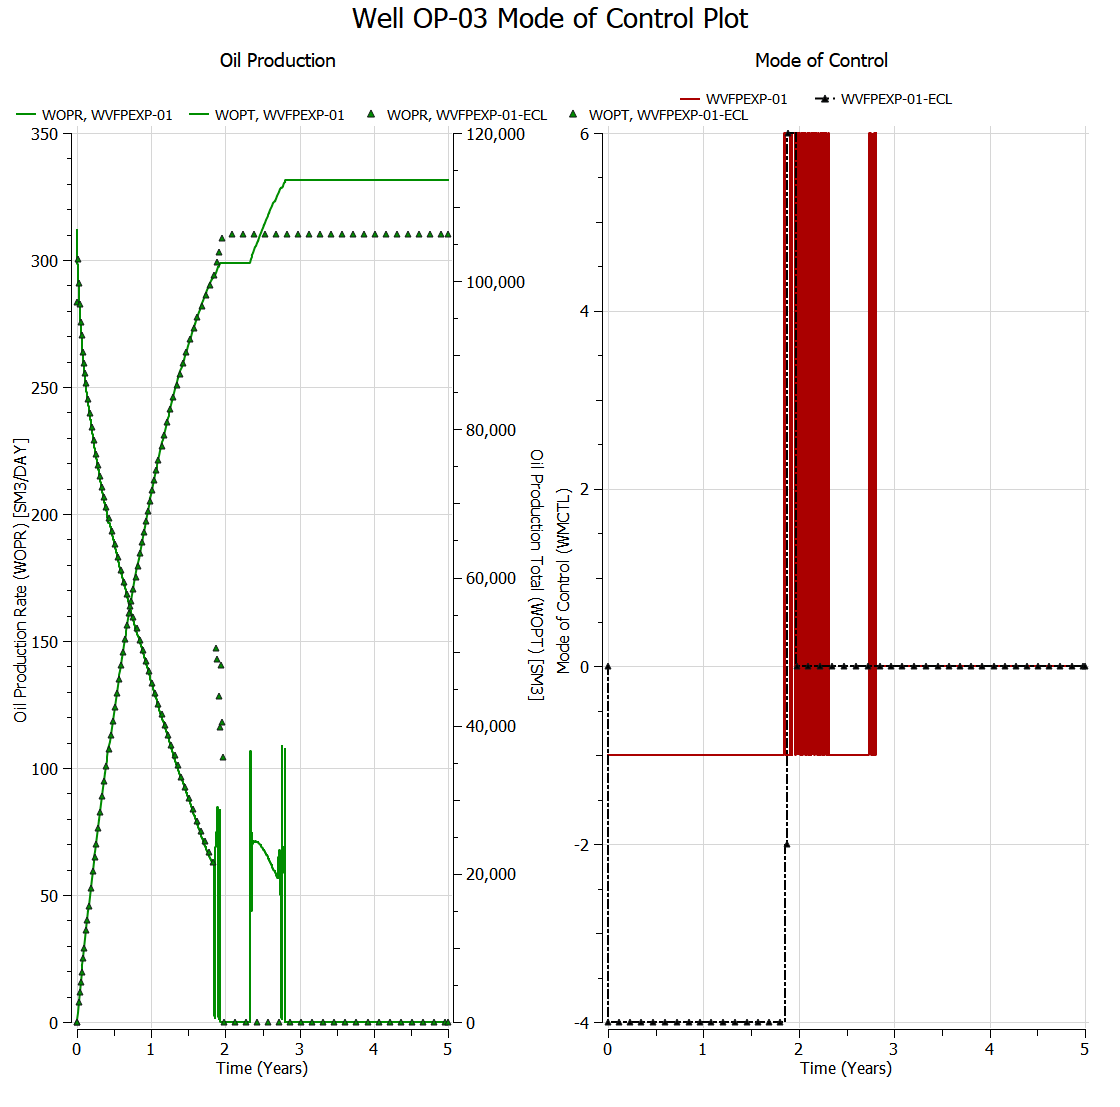 Well OP-03 Mode of Control Plot
Oil Production
WOPR, WVFPEXP-01 WOPT, WVFPEXP-01 WOPR, WVFPEXP-01-ECL WOPT, WVFPEXP-01-ECL
350
300
250
200
150
100
50
0
Oil Production Rate (WOPR) [SM3/DAY]
120,000
100,000
80,000
60,000
40,000
20,000
0
Oil Production Total (WOPT) [SM3]
0 1 2 3 4 5
Time (Years)
Mode of Control
WVFPEXP-01 WVFPEXP-01-ECL
6
4
2
0
-2
-4
Mode of Control (WMCTL)
0 1 2 3 4 5
Time (Years)